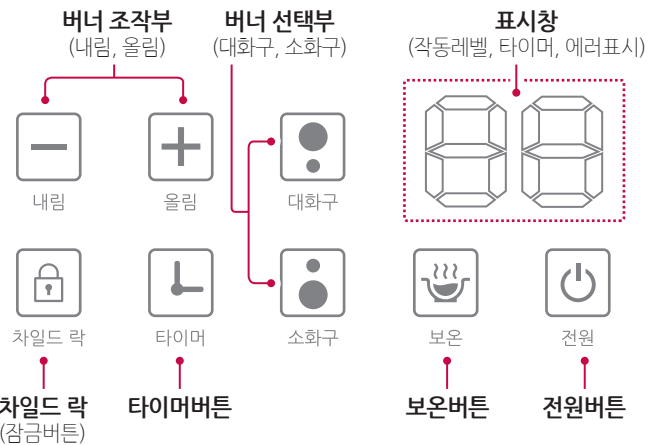 버너 조작부
(내림, 올림)
버너 선택부
(대화구, 소화구)
표시창
(작동레벨, 타이머, 에러표시)
내림
올림
대화구
차일드 락
타이머
소화구
보온
전원
차일드 락
(잠금버튼)
타이머버튼
보온버튼
전원버튼